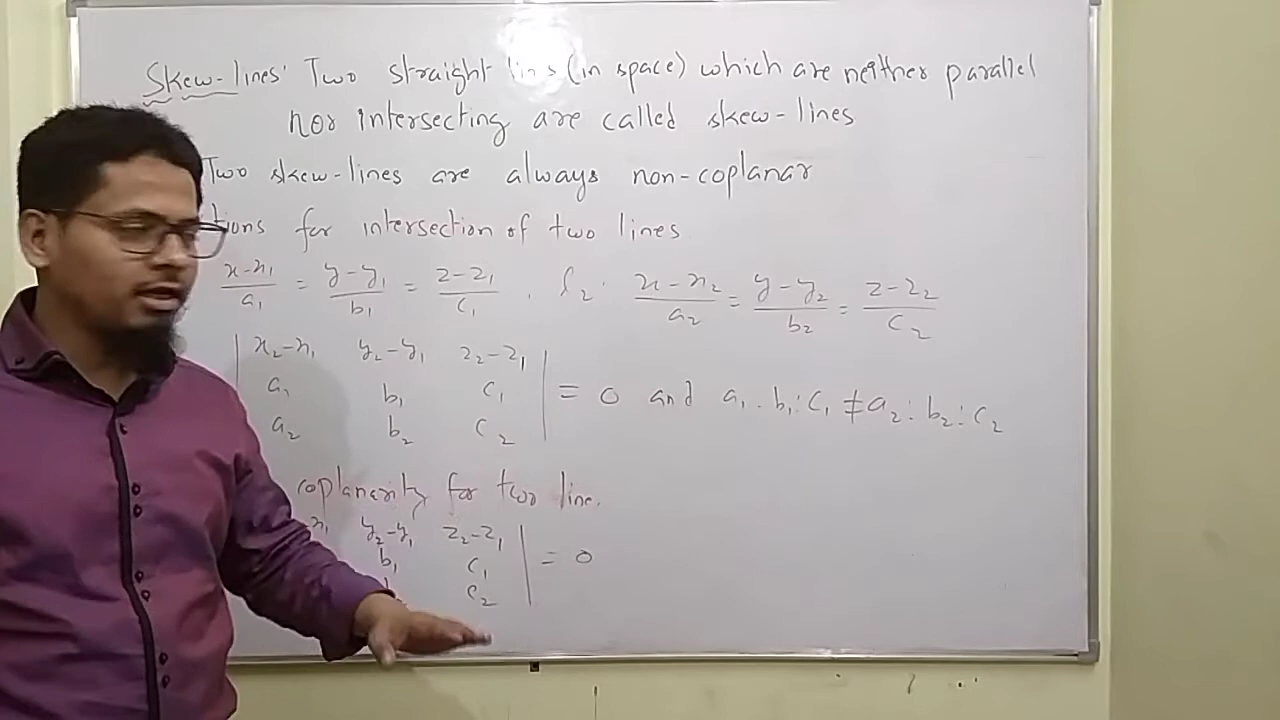 Skew-lines: Two straight lins (in space) which are neither parallel
nor intersecting are called skew-lines
Two skew-lines are always non-coplanar
tions for intersection of two lines
x-x₁/a₁ = y-y₁/b₁ = z-z₁/c₁ , l₂: x-x₂/a₂ = y-y₂/b₂ = z-z₂/c₂
| x₂-x₁ y₂-y₁ z₂-z₁ |
| a₁ b₁ c₁ | = 0 and a₁:b₁:c₁ ≠ a₂:b₂:c₂
| a₂ b₂ c₂ |
coplanarity for two line.
x₁ y₂-y₁ z₂-z₁ |
b₁ c₁ | = 0
c₂ |